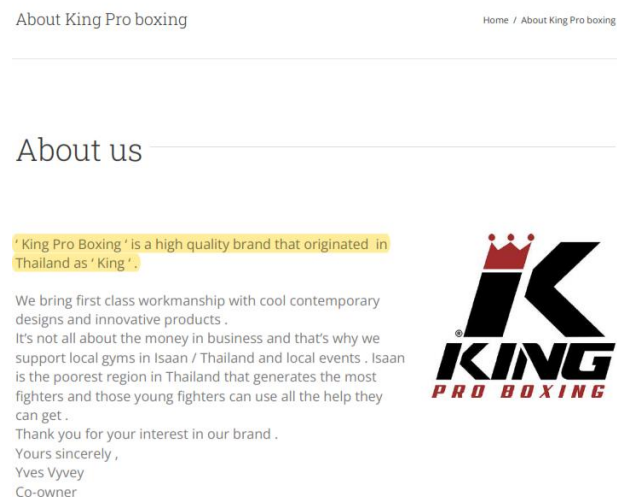 About King Pro boxing
Home / About King Pro boxing
About us
‘ King Pro Boxing ‘ is a high quality brand that originated  in
Thailand as ‘ King ‘ .
We bring first class workmanship with cool contemporary
designs and innovative products .
It’s not all about the money in business and that’s why we
support local gyms in Isaan / Thailand and local events . Isaan
is the poorest region in Thailand that generates the most
fighters and those young fighters can use all the help they
can get .
Thank you for your interest in our brand .
Yours sincerely ,
Yves Vyvey
Co-owner
K
®
KING
PRO BOXING